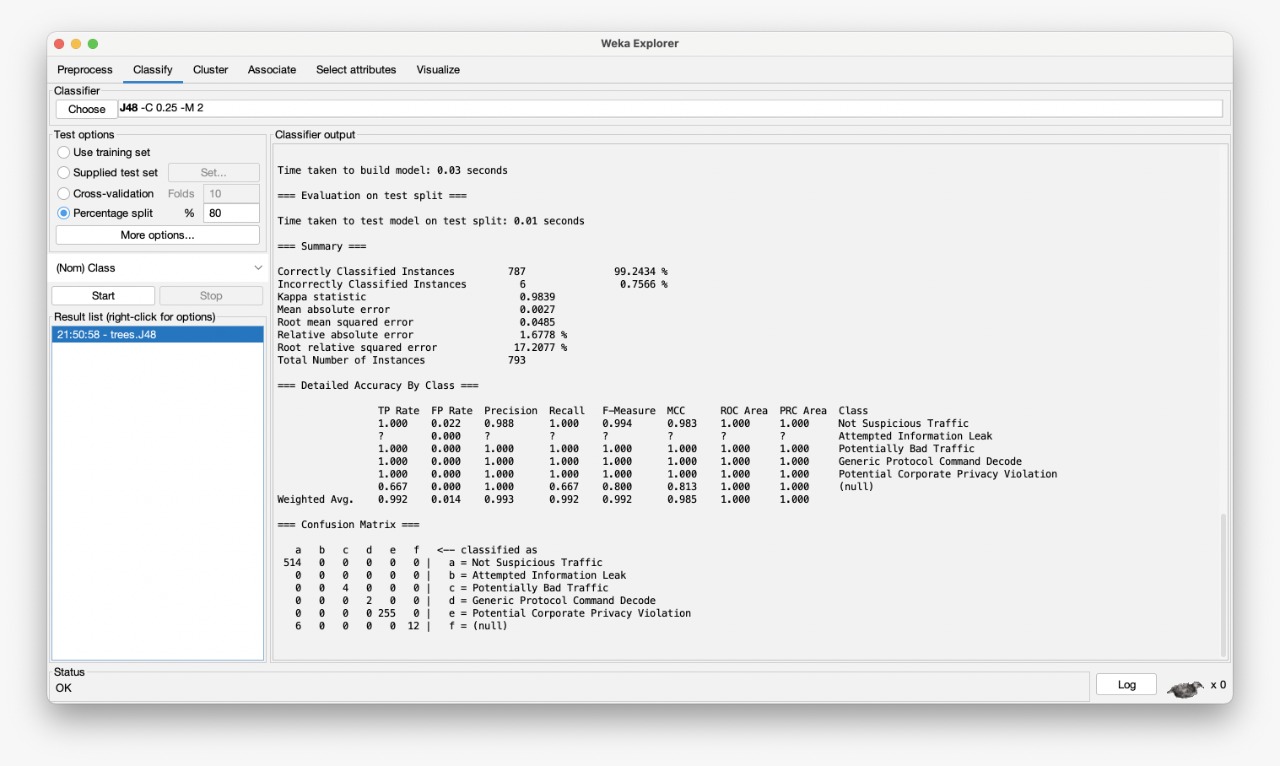 Weka Explorer
Preprocess Classify Cluster Associate Select attributes Visualize
Classifier
Choose J48 -C 0.25 -M 2
Test options
Use training set
Supplied test set Set...
Cross-validation Folds 10
Percentage split % 80
More options...
(Nom) Class
Start Stop
Result list (right-click for options)
21:50:58 - trees.J48
Classifier output
Time taken to build model: 0.03 seconds
=== Evaluation on test split ===
Time taken to test model on test split: 0.01 seconds
=== Summary ===
Correctly Classified Instances 787 99.2434 %
Incorrectly Classified Instances 6 0.7566 %
Kappa statistic 0.9839
Mean absolute error 0.0027
Root mean squared error 0.0485
Relative absolute error 1.6778 %
Root relative squared error 17.2077 %
Total Number of Instances 793
=== Detailed Accuracy By Class ===
TP Rate FP Rate Precision Recall F-Measure MCC ROC Area PRC Area Class
1.000 0.022 0.988 1.000 0.994 0.983 1.000 1.000 Not Suspicious Traffic
? 0.000 ? ? ? ? ? ? Attempted Information Leak
1.000 0.000 1.000 1.000 1.000 1.000 1.000 1.000 Potentially Bad Traffic
1.000 0.000 1.000 1.000 1.000 1.000 1.000 1.000 Generic Protocol Command Decode
1.000 0.000 1.000 1.000 1.000 1.000 1.000 1.000 Potential Corporate Privacy Violation
0.667 0.000 1.000 0.667 0.800 0.813 1.000 1.000 (null)
Weighted Avg. 0.992 0.014 0.993 0.992 0.992 0.985 1.000 1.000
=== Confusion Matrix ===
a b c d e f <-- classified as
514 0 0 0 0 0 | a = Not Suspicious Traffic
0 0 0 0 0 0 | b = Attempted Information Leak
0 0 4 0 0 0 | c = Potentially Bad Traffic
0 0 0 2 0 0 | d = Generic Protocol Command Decode
0 0 0 0 255 0 | e = Potential Corporate Privacy Violation
6 0 0 0 0 12 | f = (null)
Status
OK
Log x 0